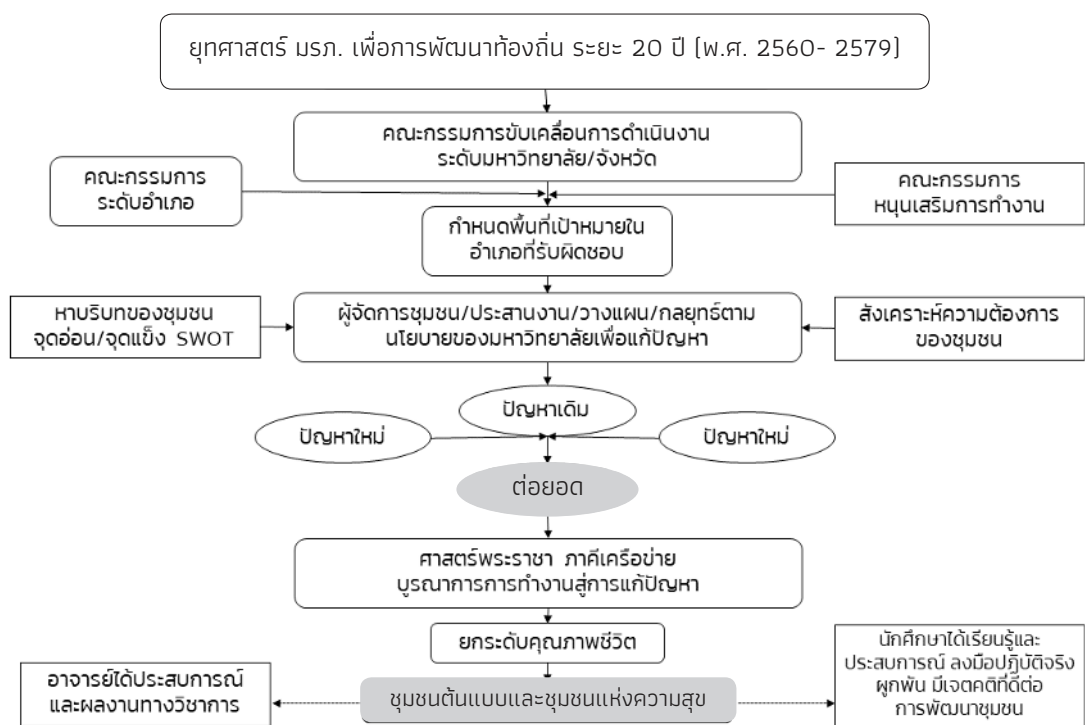 ยุทศาสตร์ มรภ. เพื่อการพัฒนาท้องถิ่น ระยะ 20 ปี (พ.ศ. 2560- 2579)
คณะกรรมการขับเคลื่อนการดำเนินงาน
ระดับมหาวิทยาลัย/จังหวัด
คณะกรรมการ
ระดับอำเภอ
คณะกรรมการ
หนุนเสริมการทำงาน
กำหนดพื้นที่เป้าหมายใน
อำเภอที่รับผิดชอบ
หาบริบทของชุมชน
จุดอ่อน/จุดแข็ง SWOT
ผู้จัดการชุมชน/ประสานงาน/วางแผน/กลยุทธ์ตาม
นโยบายของมหาวิทยาลัยเพื่อแก้ปัญหา
สังเคราะห์ความต้องการ
ของชุมชน
ปัญหาเดิม
ปัญหาใหม่
ปัญหาใหม่
ต่อยอด
ศาสตร์พระราชา ภาคีเครือข่าย
บูรณาการการทำงานสู่การแก้ปัญหา
ยกระดับคุณภาพชีวิต
อาจารย์ได้ประสบการณ์
และผลงานทางวิชาการ
ชุมชนต้นแบบและชุมชนแห่งความสุข
นักศึกษาได้เรียนรู้และ
ประสบการณ์ ลงมือปฏิบัติจริง
ผูกพัน มีเจตคติที่ดีต่อ
การพัฒนาชุมชน